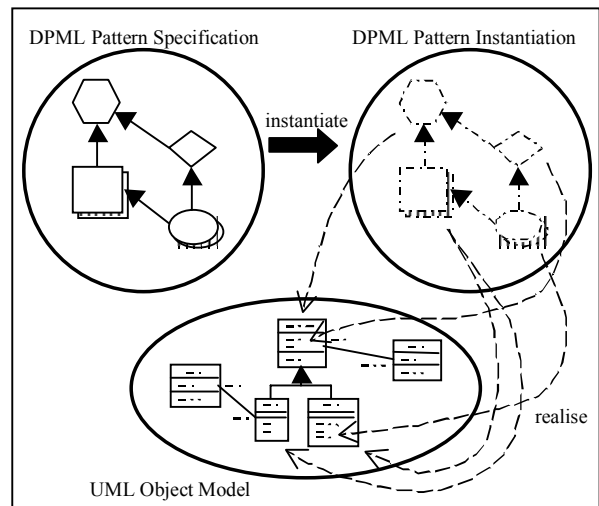 DPML Pattern Specification
DPML Pattern Instantiation
instantiate
realise
UML Object Model